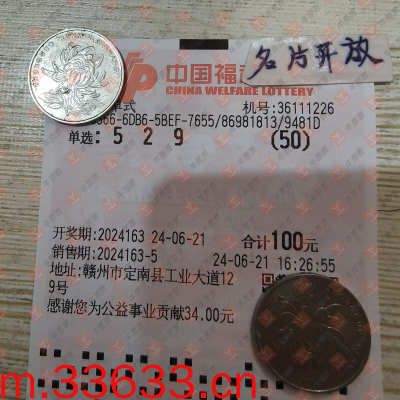 中国福
名片弄放
CHINA WELFARE LOTTERY
单式 机号:36111226
66-6DB6-5BEF-7655/86981813/9481D
单选: 5 2 9 (50)
开奖期:2024163 24-06-21 合计100元
销售期:2024163-5 24-06-21 16:26:55
地址:赣州市定南县工业大道12
9号
感谢您为公益事业贡献34.00元
m.33633.cn